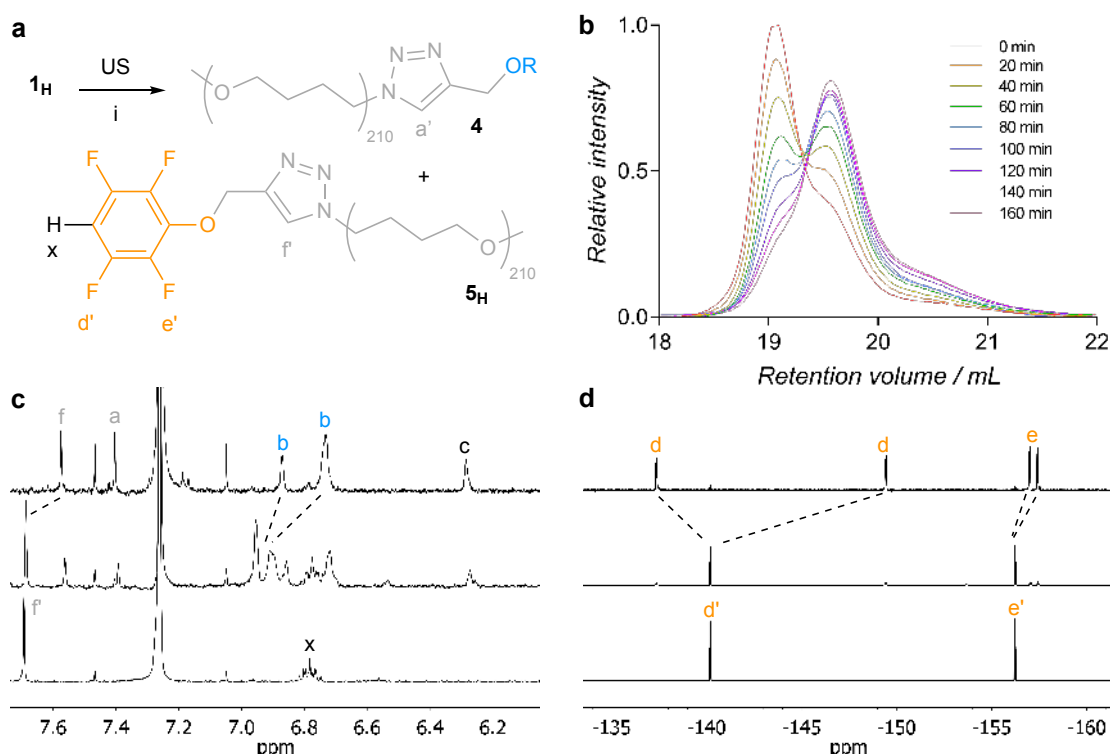 a
1H
US
i
O
210
N
N=N
a'
OR
4
+
F
F
H
x
F
F
d'
e'
O
N=N
N
f'
O
210
5H
b
1.0
0.5
0.0
Relative intensity
18 19 20 21 22
Retention volume / mL
0 min
20 min
40 min
60 min
80 min
100 min
120 min
140 min
160 min
c
f a b b c
f' x
7.6 7.4 7.2 7.0 6.8 6.6 6.4 6.2
ppm
d
d d e
d' e'
-135 -140 -145 -150 -155 -160
ppm